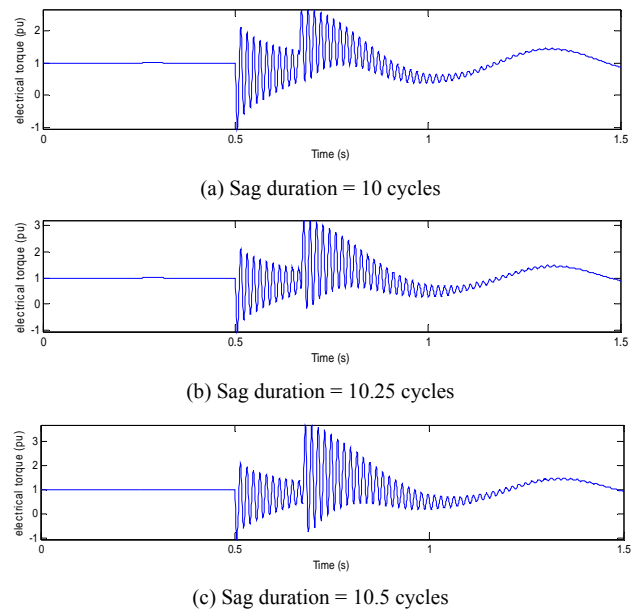 electrical torque (pu)
2
1
0
-1
0 0.5 1 1.5
Time (s)
(a) Sag duration = 10 cycles
electrical torque (pu)
3
2
1
0
-1
0 0.5 1 1.5
Time (s)
(b) Sag duration = 10.25 cycles
electrical torque (pu)
3
2
1
0
-1
0 0.5 1 1.5
Time (s)
(c) Sag duration = 10.5 cycles